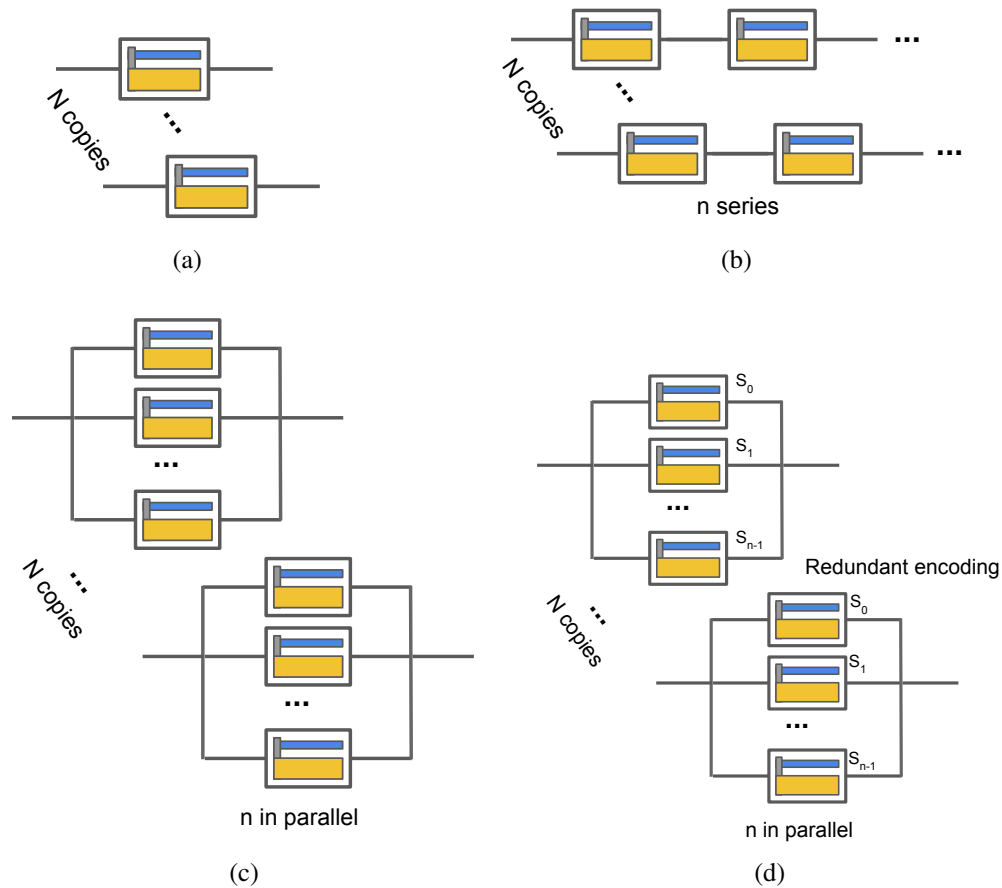 N copies
...
(a)
...
N copies
...
...
n series
(b)
...
N copies
...
...
n in parallel
(c)
S₀
S₁
...
Sₙ₋₁
Redundant encoding
...
N copies
S₀
S₁
...
Sₙ₋₁
n in parallel
(d)